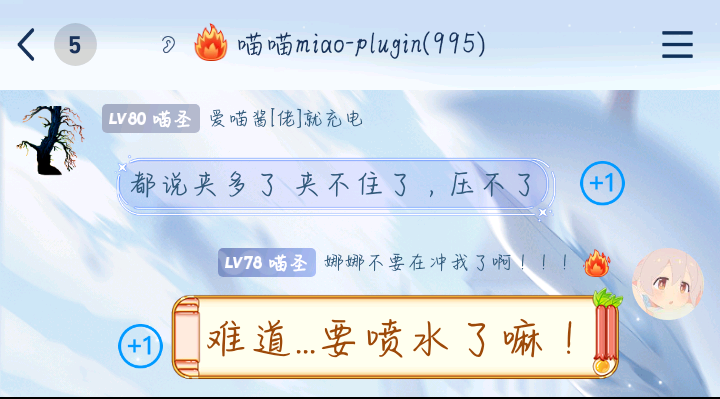 5
喵喵miao-plugin(995)
LV80 喵圣 爱喵酱[佬]就充电
都说夹多了 夹不住了，压不了
+1
LV78 喵圣 娜娜不要在冲我了啊！！！
+1
难道...要喷水了嘛！